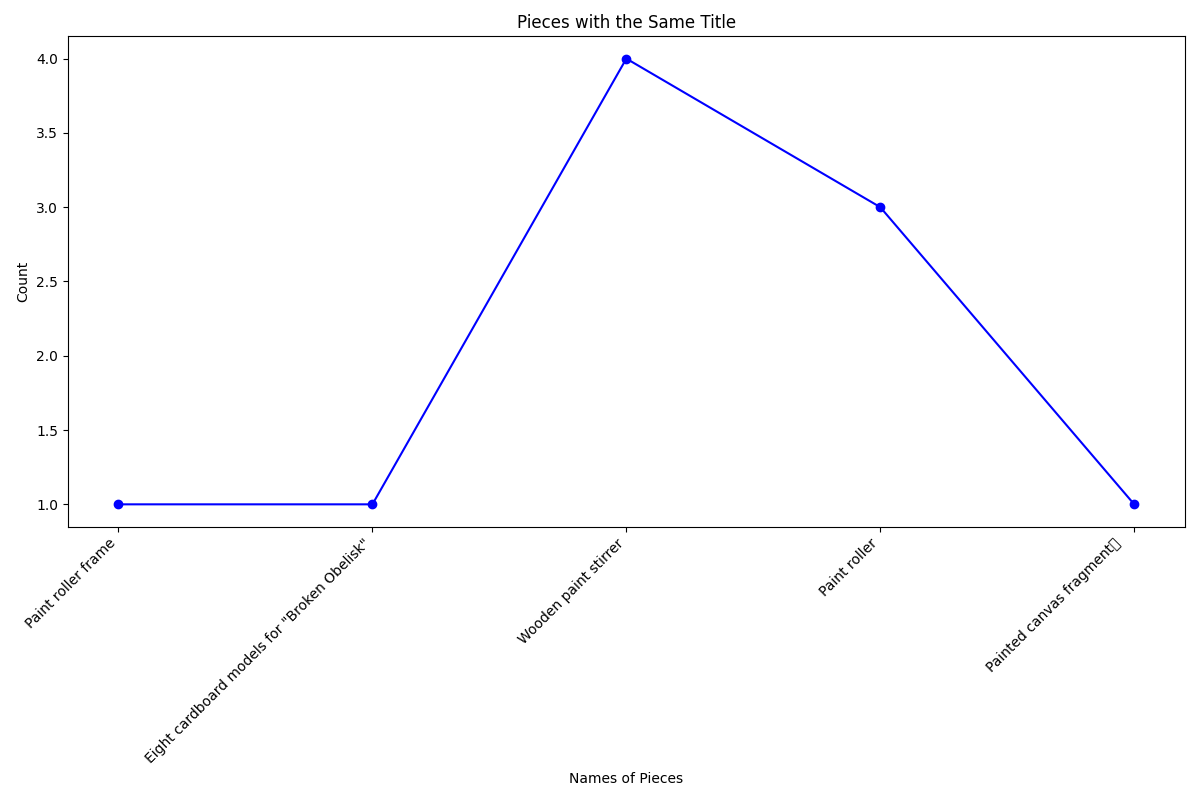 Pieces with the Same Title
Count
4.0
3.5
3.0
2.5
2.0
1.5
1.0
Paint roller frame
Eight cardboard models for "Broken Obelisk"
Wooden paint stirrer
Paint roller
Painted canvas fragment
Names of Pieces